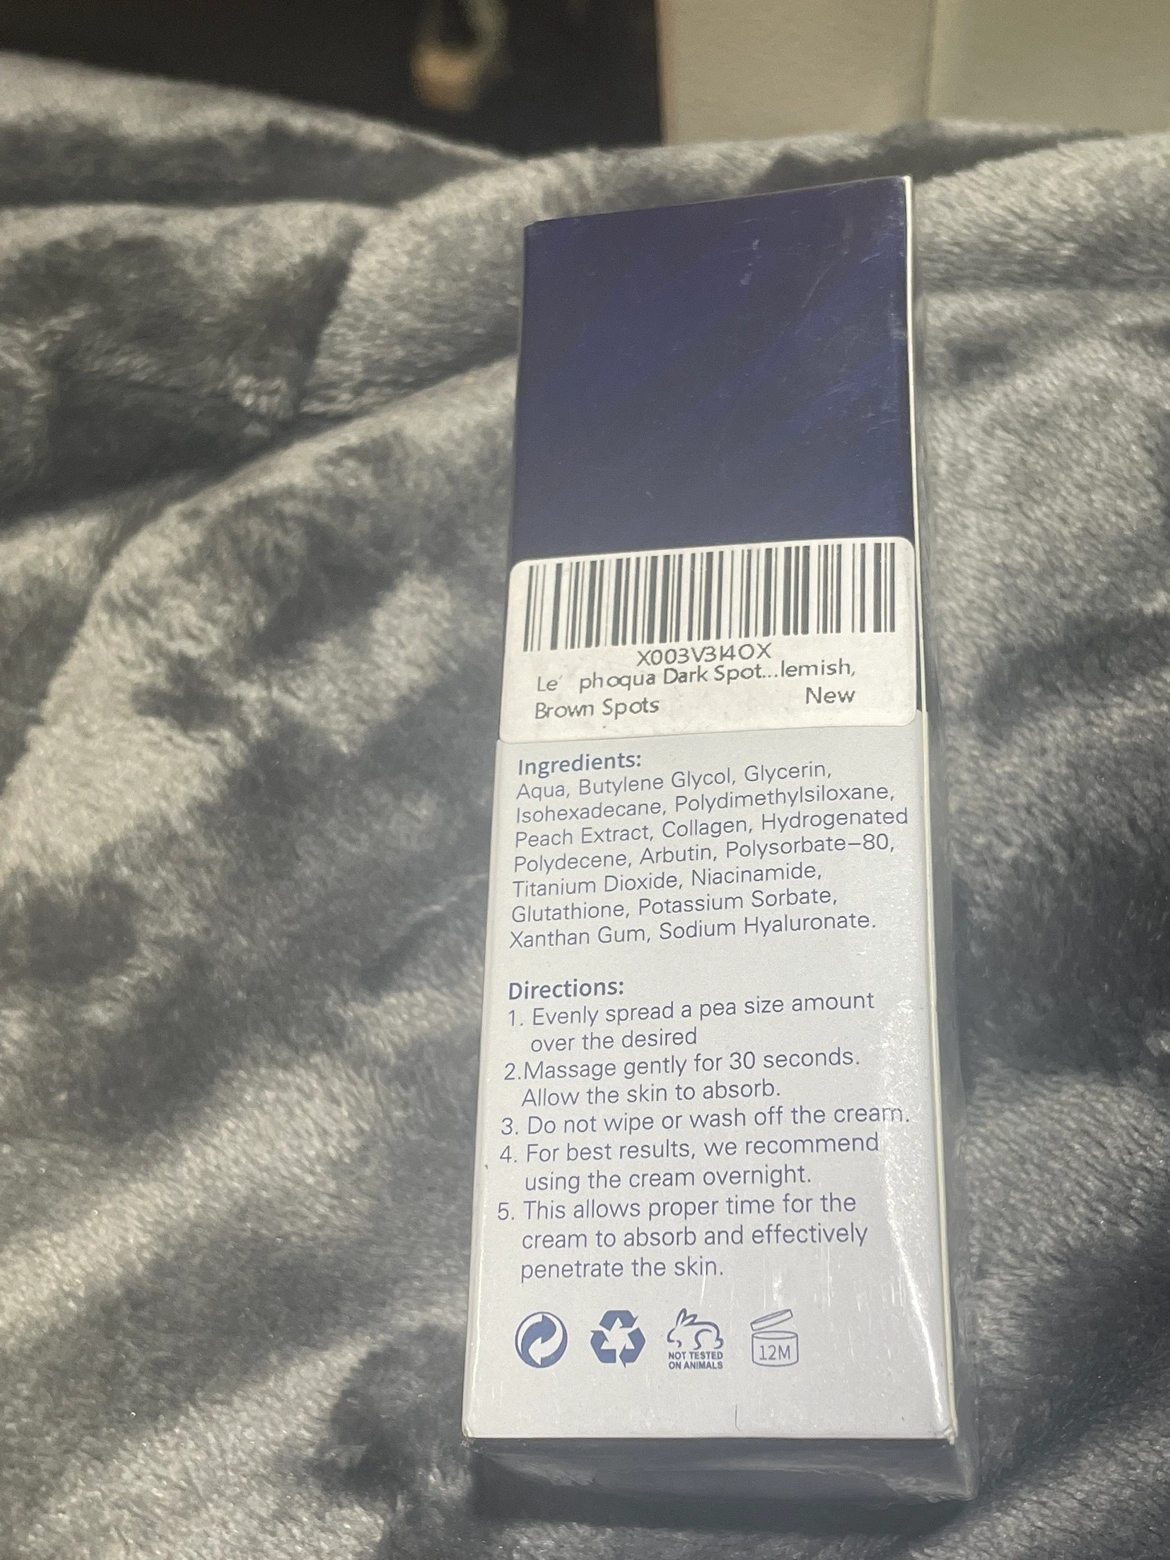 X003V3I4OX
Le' phoqua Dark Spot...lemish,
Brown Spots New
Ingredients:
Aqua, Butylene Glycol, Glycerin,
Isohexadecane, Polydimethylsiloxane,
Peach Extract, Collagen, Hydrogenated
Polydecene, Arbutin, Polysorbate-80,
Titanium Dioxide, Niacinamide,
Glutathione, Potassium Sorbate,
Xanthan Gum, Sodium Hyaluronate.
Directions:
1. Evenly spread a pea size amount
over the desired
2.Massage gently for 30 seconds.
Allow the skin to absorb.
3. Do not wipe or wash off the cream.
4. For best results, we recommend
using the cream overnight.
5. This allows proper time for the
cream to absorb and effectively
penetrate the skin.
NOT TESTED
ON ANIMALS
12M